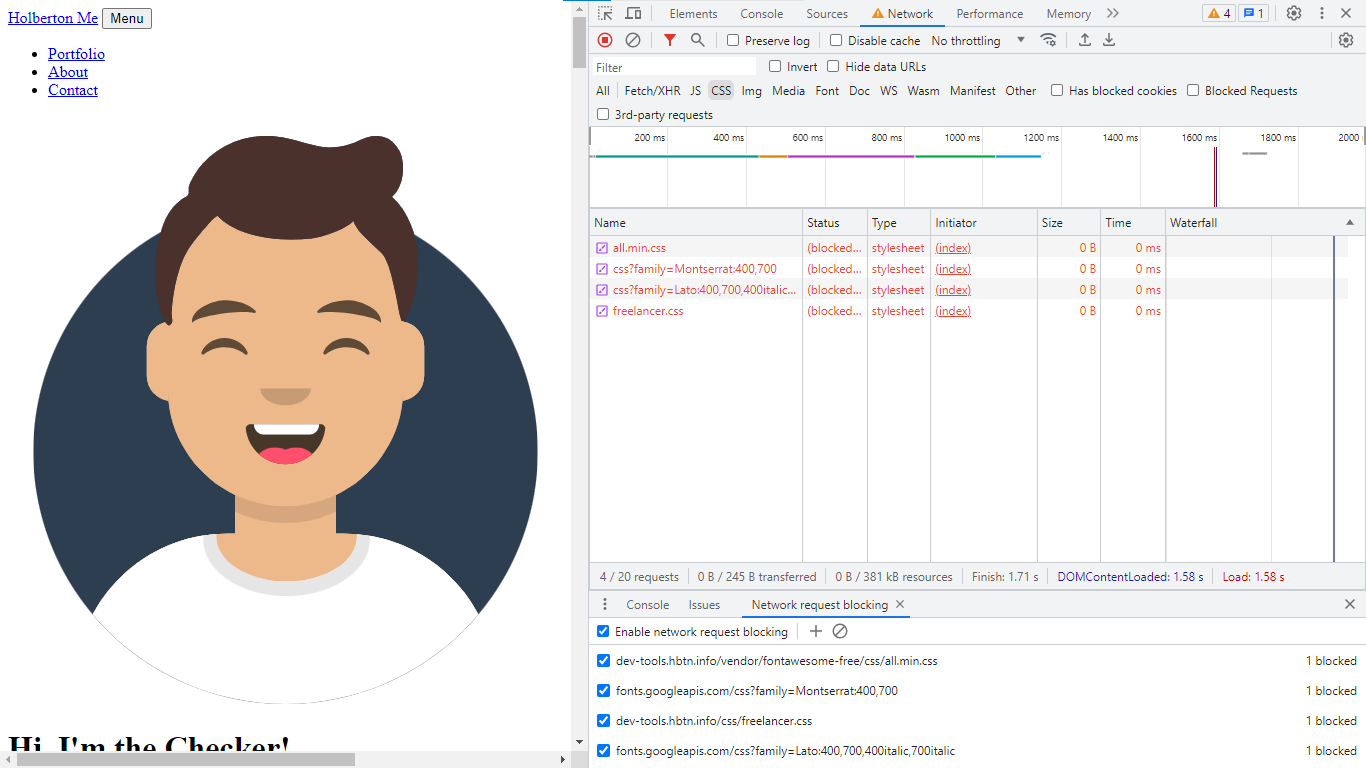 Holberton Me Menu
Portfolio
About
Contact
Hi, I'm the Checker!
Elements Console Sources Network Performance Memory 4 1
Preserve log Disable cache No throttling
Filter Invert Hide data URLs
All Fetch/XHR JS CSS Img Media Font Doc WS Wasm Manifest Other Has blocked cookies Blocked Requests
3rd-party requests
200 ms 400 ms 600 ms 800 ms 1000 ms 1200 ms 1400 ms 1600 ms 1800 ms 2000
Name Status Type Initiator Size Time Waterfall
all.min.css (blocked... stylesheet (index) 0 B 0 ms
css?family=Montserrat:400,700 (blocked... stylesheet (index) 0 B 0 ms
css?family=Lato:400,700,400italic... (blocked... stylesheet (index) 0 B 0 ms
freelancer.css (blocked... stylesheet (index) 0 B 0 ms
4 / 20 requests 0 B / 245 B transferred 0 B / 381 kB resources Finish: 1.71 s DOMContentLoaded: 1.58 s Load: 1.58 s
Console Issues Network request blocking
Enable network request blocking
dev-tools.hbtn.info/vendor/fontawesome-free/css/all.min.css 1 blocked
fonts.googleapis.com/css?family=Montserrat:400,700 1 blocked
dev-tools.hbtn.info/css/freelancer.css 1 blocked
fonts.googleapis.com/css?family=Lato:400,700,400italic,700italic 1 blocked